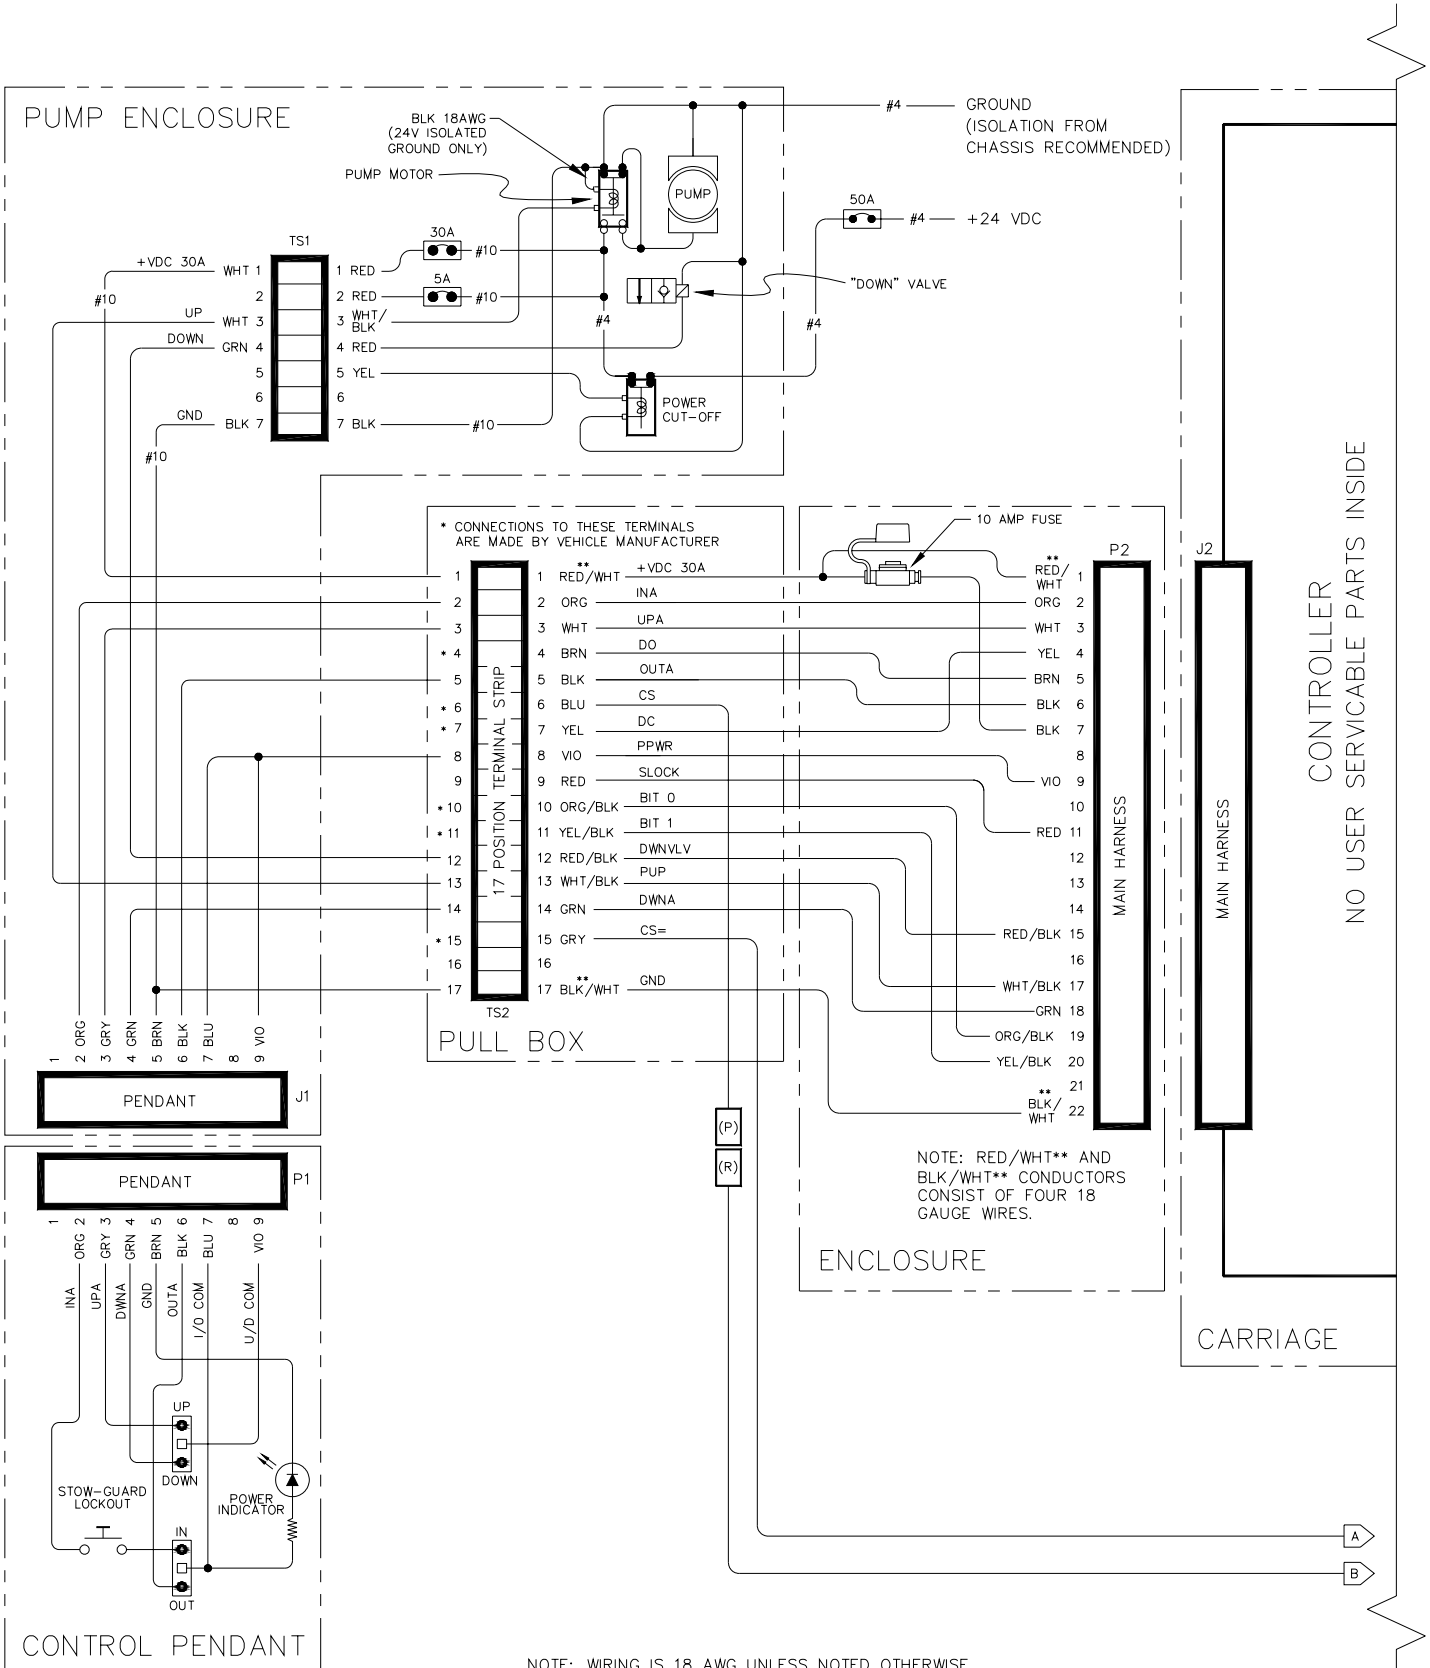 PUMP ENCLOSURE
BLK 18AWG
(24V ISOLATED
GROUND ONLY)
PUMP MOTOR
PUMP
#4
GROUND
(ISOLATION FROM
CHASSIS RECOMMENDED)
50A
#4
+24 VDC
"DOWN" VALVE
#4
#4
POWER
CUT-OFF
TS1
30A
#10
5A
#10
+VDC 30A
WHT 1
1 RED
#10
2
2 RED
UP
WHT 3
3 WHT/
BLK
DOWN
GRN 4
4 RED
5
5 YEL
6
6
GND
BLK 7
7 BLK
#10
#10
* CONNECTIONS TO THESE TERMINALS
ARE MADE BY VEHICLE MANUFACTURER
1
2
3
* 4
5
* 6
* 7
8
9
* 10
* 11
12
13
14
* 15
16
17
17 POSITION TERMINAL STRIP
TS2
**
1 RED/WHT +VDC 30A
2 ORG INA
3 WHT UPA
4 BRN DO
5 BLK OUTA
6 BLU CS
7 YEL DC
8 VIO PPWR
9 RED SLOCK
10 ORG/BLK BIT 0
11 YEL/BLK BIT 1
12 RED/BLK DWNVLV
13 WHT/BLK PUP
14 GRN DWNA
15 GRY CS=
16
**
17 BLK/WHT GND
PULL BOX
10 AMP FUSE
P2
**
RED/
WHT 1
ORG 2
WHT 3
YEL 4
BRN 5
BLK 6
BLK 7
8
VIO 9
10
RED 11
12
13
14
RED/BLK 15
16
WHT/BLK 17
GRN 18
ORG/BLK 19
YEL/BLK 20
21
**
BLK/
WHT 22
MAIN HARNESS
NOTE: RED/WHT** AND
BLK/WHT** CONDUCTORS
CONSIST OF FOUR 18
GAUGE WIRES.
ENCLOSURE
J2
MAIN HARNESS
CONTROLLER
NO USER SERVICABLE PARTS INSIDE
CARRIAGE
(P)
(R)
1
2 ORG
3 GRY
4 GRN
5 BRN
6 BLK
7 BLU
8
9 VIO
PENDANT
J1
PENDANT
P1
1
ORG 2
GRY 3
GRN 4
BRN 5
BLK 6
BLU 7
8
VIO 9
INA
UPA
DWNA
GND
OUTA
I/O COM
U/D COM
UP
DOWN
STOW-GUARD
LOCKOUT
POWER
INDICATOR
IN
OUT
CONTROL PENDANT
A
B
NOTE: WIRING IS 18 AWG UNLESS NOTED OTHERWISE